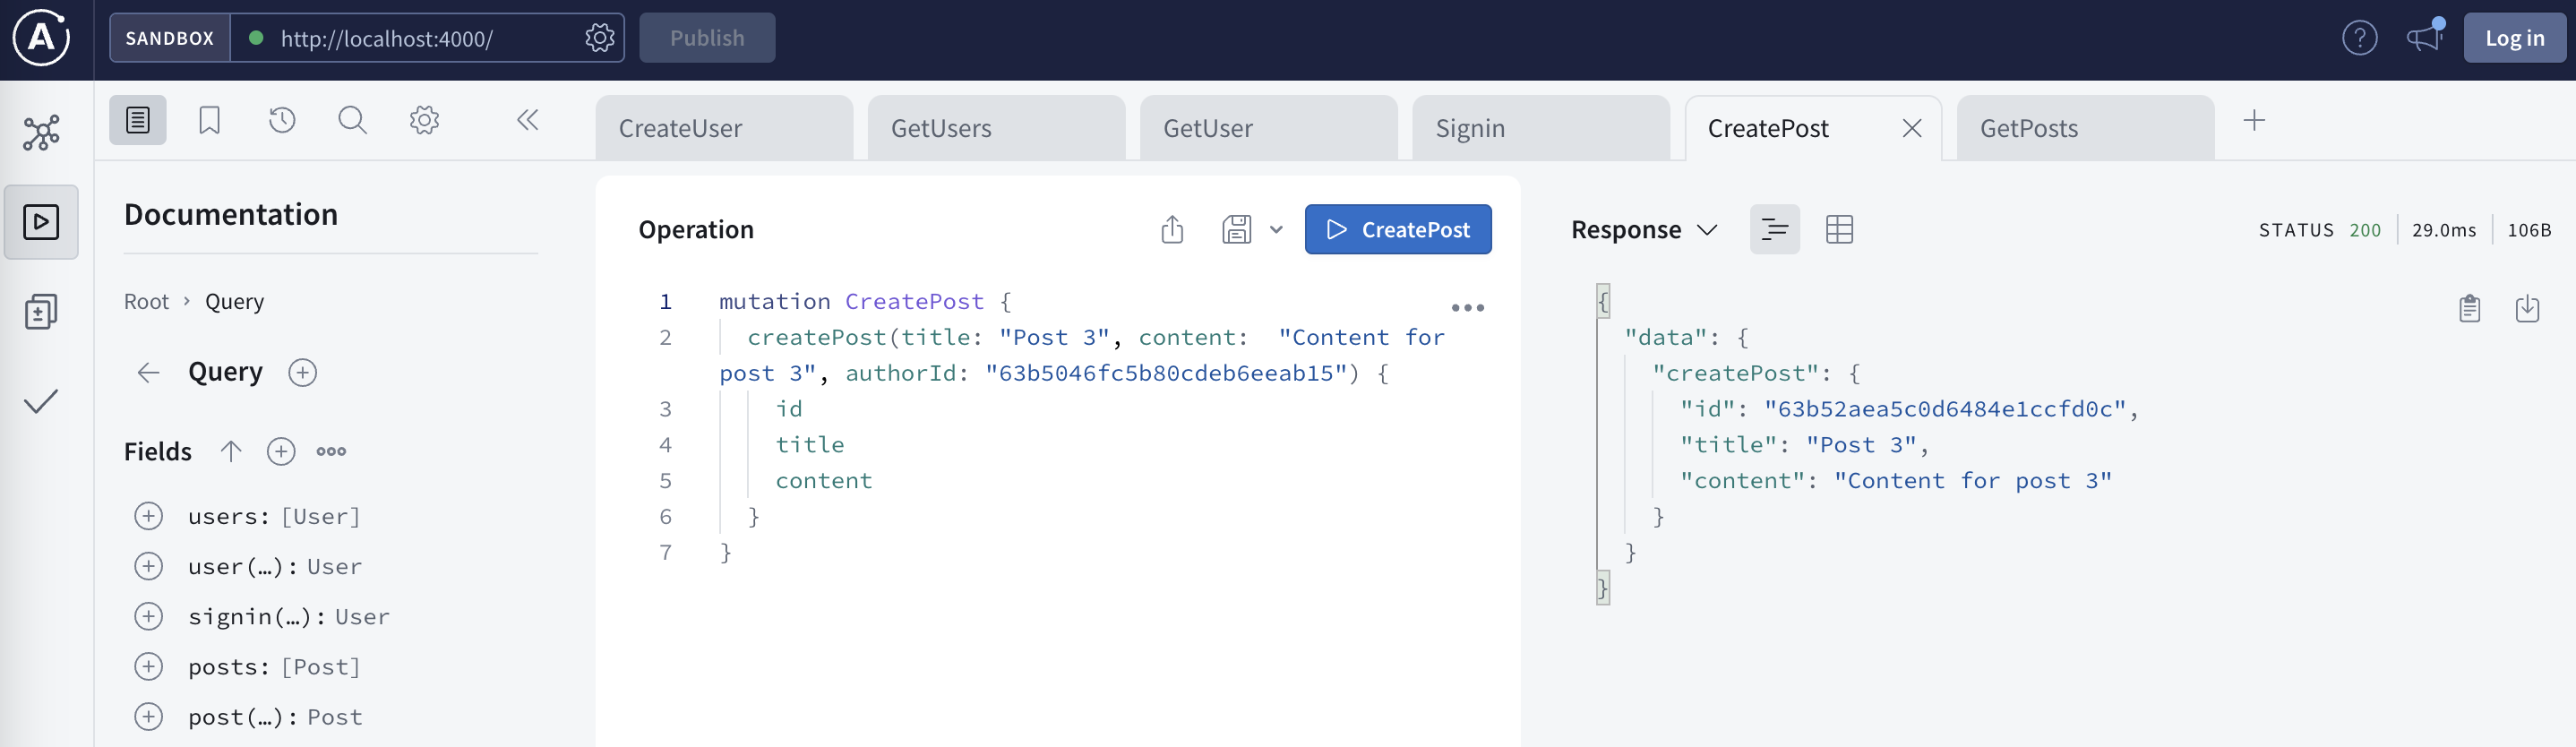 SANDBOX http://localhost:4000/ Publish Log in
CreateUser GetUsers GetUser Signin CreatePost GetPosts
Documentation
Root › Query
Query
Fields
users: [User]
user(…): User
signin(…): User
posts: [Post]
post(…): Post
Operation CreatePost
1 mutation CreatePost {
2 createPost(title: "Post 3", content:  "Content for
post 3", authorId: "63b5046fc5b80cdeb6eeab15") {
3 id
4 title
5 content
6 }
7 }
Response STATUS 200 29.0ms 106B
{
"data": {
"createPost": {
"id": "63b52aea5c0d6484e1ccfd0c",
"title": "Post 3",
"content": "Content for post 3"
}
}
}